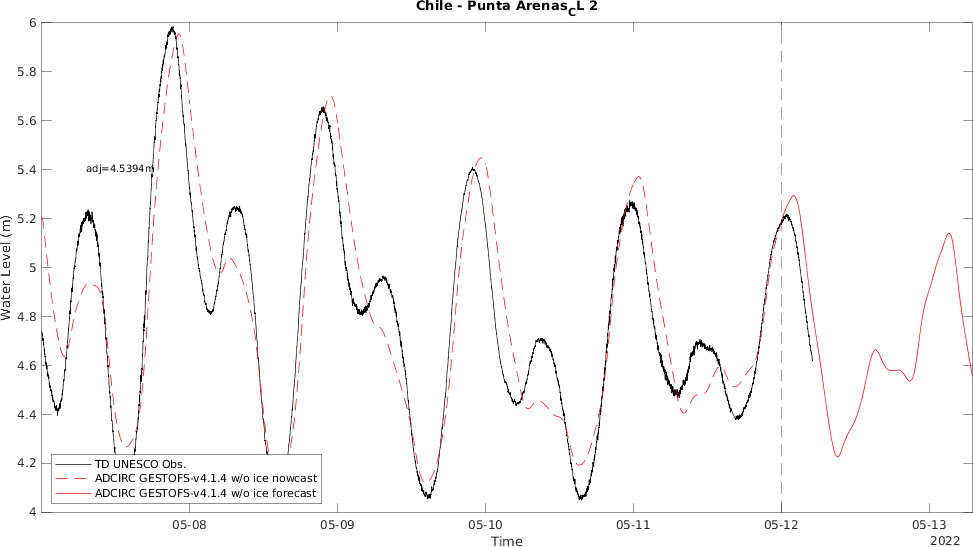 Chile - Punta Arenas_CL 2
6
5.8
5.6
5.4
5.2
5
4.8
4.6
4.4
4.2
4
Water Level (m)
adj=4.5394m
TD UNESCO Obs.
ADCIRC GESTOFS-v4.1.4 w/o ice nowcast
ADCIRC GESTOFS-v4.1.4 w/o ice forecast
05-08 05-09 05-10 05-11 05-12 05-13
Time
2022